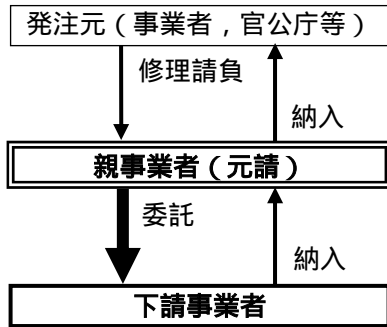 発注元(事業者,官公庁等)
修理請負
納入
親事業者(元請)
委託
納入
下請事業者